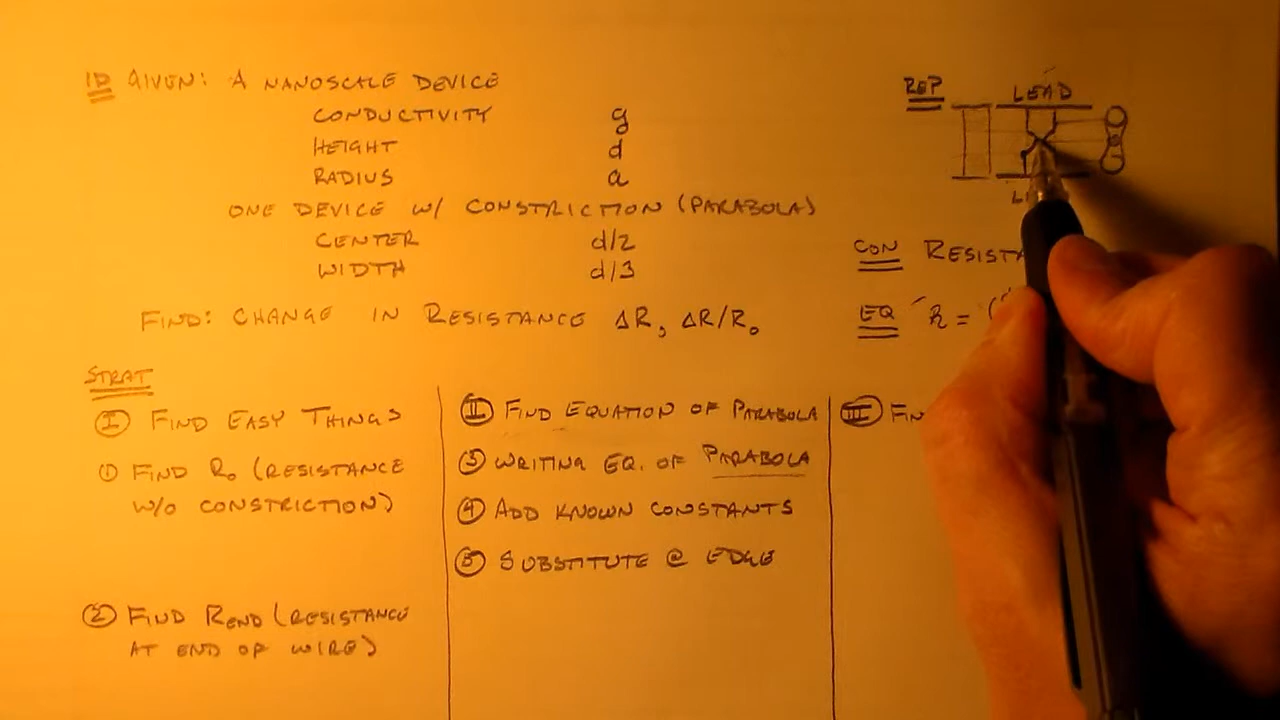 ID GIVEN: A NANOSCALE DEVICE
CONDUCTIVITY g
HEIGHT d
RADIUS a
ONE DEVICE W/ CONSTRICTION (PARABOLA)
CENTER d/2
WIDTH d/3
FIND: CHANGE IN RESISTANCE ΔR, ΔR/R₀
REP
LEAD
CON
EQ R = (
STRAT
I FIND EASY THINGS
1 FIND R₀ (RESISTANCE
W/O CONSTRICTION)
2 FIND REND (RESISTANCE
AT END OF WIRE)
II FIND EQUATION OF PARABOLA
3 WRITING EQ. OF PARABOLA
4 ADD KNOWN CONSTANTS
5 SUBSTITUTE @ EDGE
III